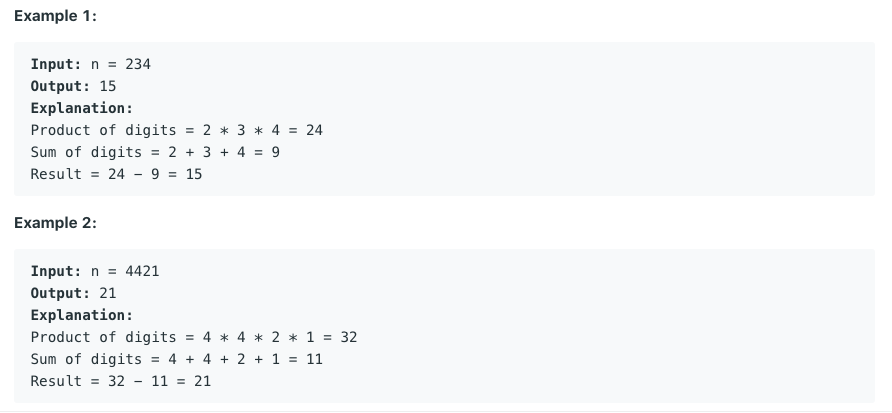 Example 1:
Input: n = 234
Output: 15
Explanation:
Product of digits = 2 * 3 * 4 = 24
Sum of digits = 2 + 3 + 4 = 9
Result = 24 − 9 = 15
Example 2:
Input: n = 4421
Output: 21
Explanation:
Product of digits = 4 * 4 * 2 * 1 = 32
Sum of digits = 4 + 4 + 2 + 1 = 11
Result = 32 − 11 = 21